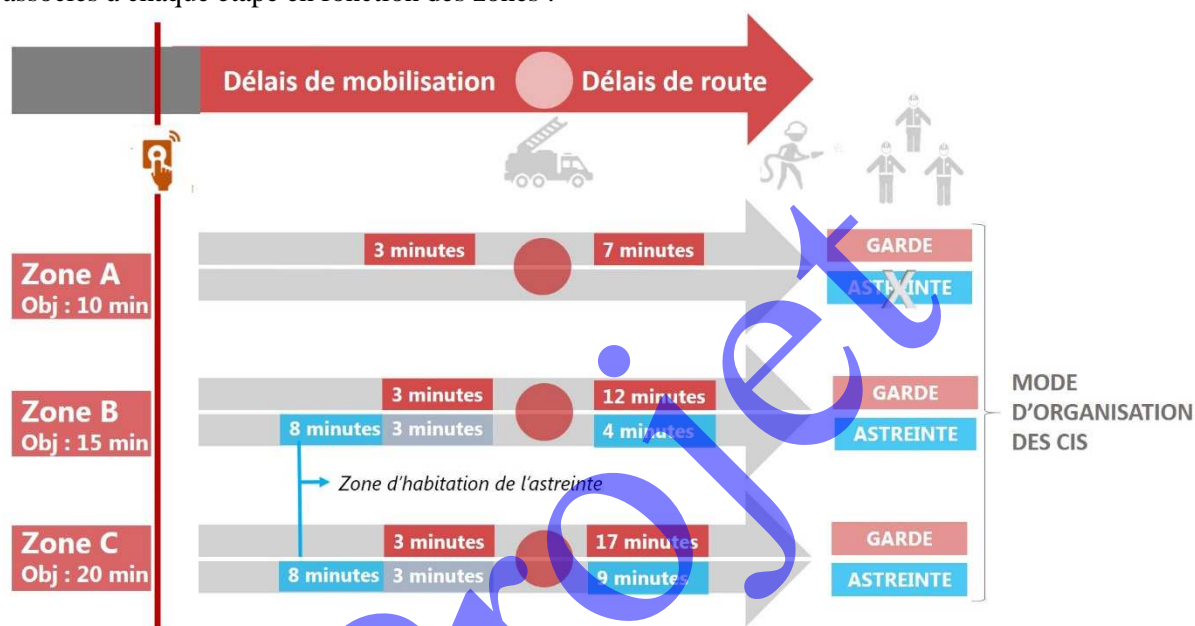 associés à chaque étape en fonction des zones :
Délais de mobilisation Délais de route
3 minutes 7 minutes GARDE
Zone A
Obj : 10 min
ASTREINTE
X
3 minutes 12 minutes GARDE
Zone B
Obj : 15 min
8 minutes 3 minutes 4 minutes ASTREINTE
MODE
D'ORGANISATION
DES CIS
Zone d'habitation de l'astreinte
3 minutes 17 minutes GARDE
Zone C
Obj : 20 min
8 minutes 3 minutes 9 minutes ASTREINTE
rojet